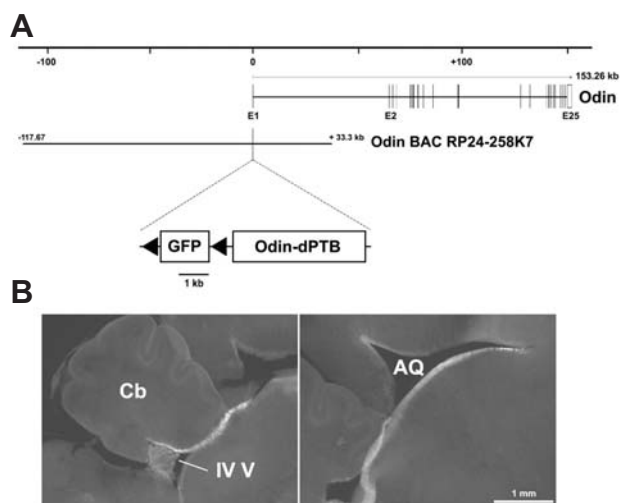 A
-100 0 +100
153.26 kb
Odin
E1 E2 E25
-117.67 + 33.3 kb Odin BAC RP24-258K7
GFP Odin-dPTB
1 kb
B
Cb AQ
IV V
1 mm